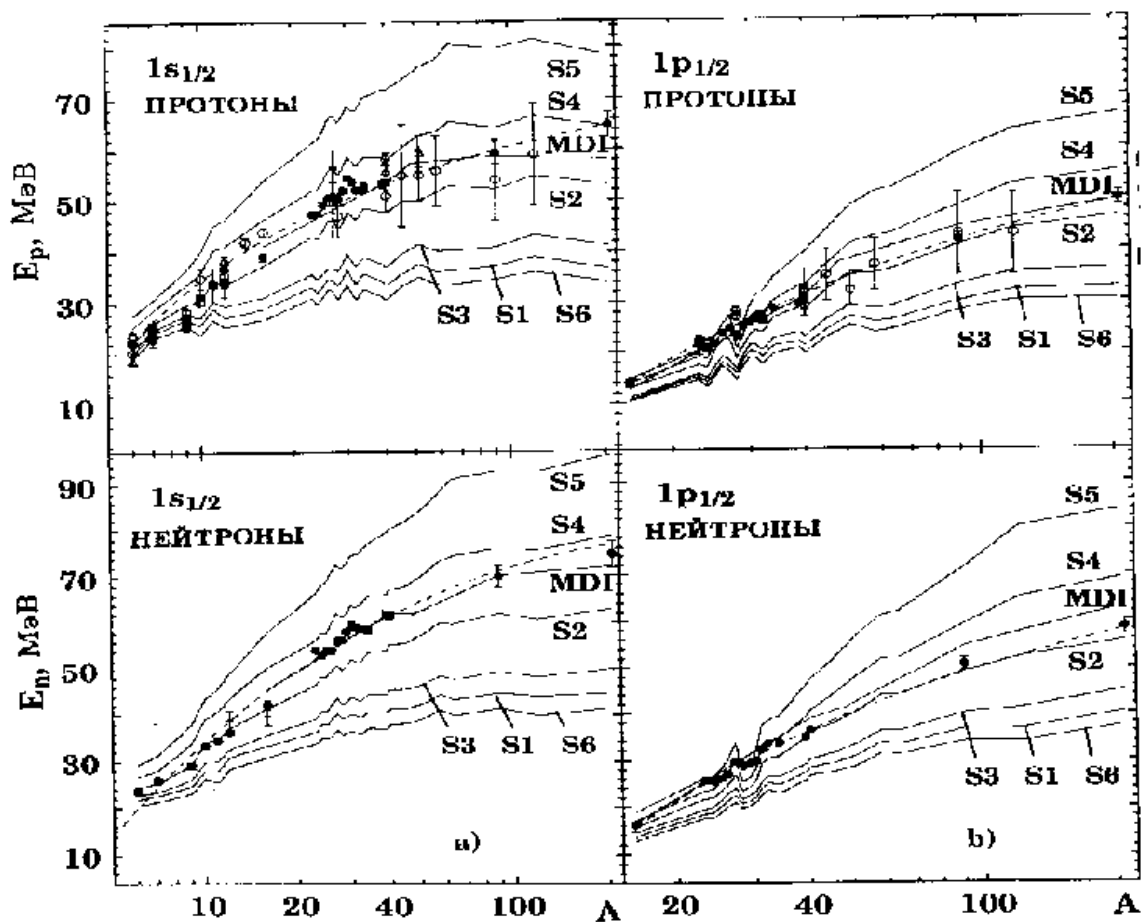 1s1/2
ПРОТОНЫ
S5
S4
MDI
S2
S3 S1 S6
70
50
30
10
Ep, МэВ
1p1/2
ПРОТОНЫ
S5
S4
MDI
S2
S3 S1 S6
1s1/2
НЕЙТРОНЫ
S5
S4
MDI
S2
S3 S1 S6
a)
90
70
50
30
10
En, МэВ
10 20 40 100 A
1p1/2
НЕЙТРОНЫ
S5
S4
MDI
S2
S3 S1 S6
b)
20 40 100 A